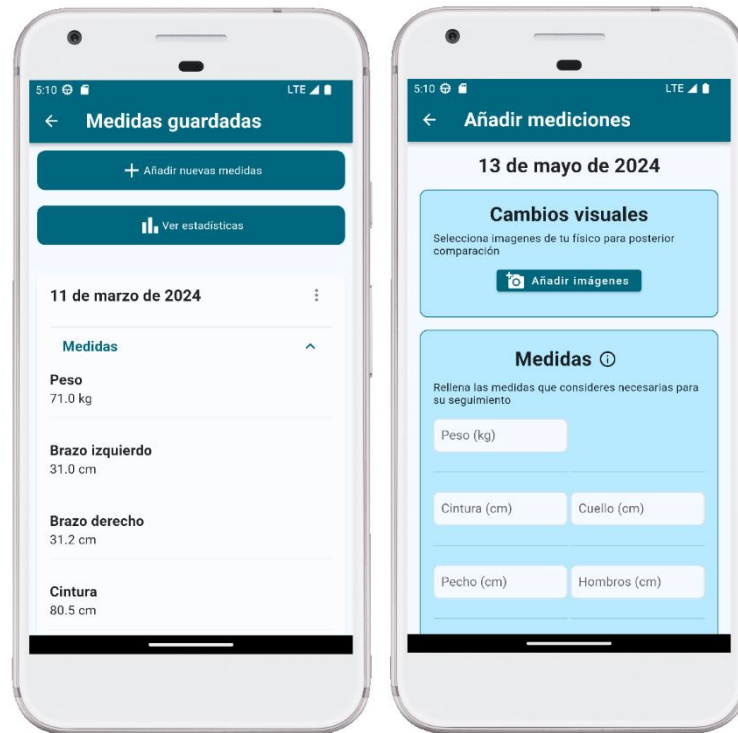 5:10
LTE
Medidas guardadas
Añadir nuevas medidas
Ver estadísticas
11 de marzo de 2024
Medidas
Peso
71.0 kg
Brazo izquierdo
31.0 cm
Brazo derecho
31.2 cm
Cintura
80.5 cm
5:10
LTE
Añadir mediciones
13 de mayo de 2024
Cambios visuales
Selecciona imagenes de tu físico para posterior
comparación
Añadir imágenes
Medidas
Rellena las medidas que consideres necesarias para
su seguimiento
Peso (kg)
Cintura (cm) Cuello (cm)
Pecho (cm) Hombros (cm)